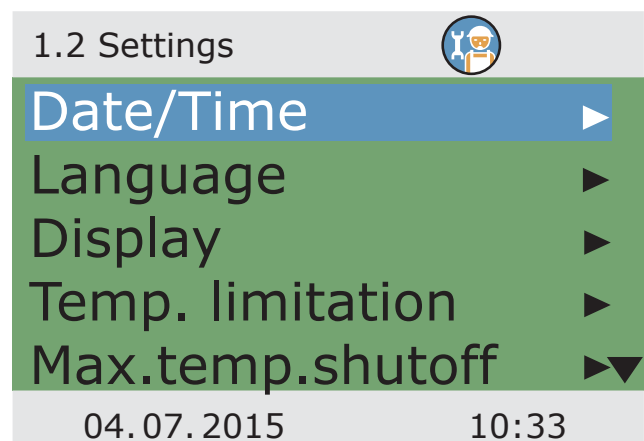 1.2 Settings
Date/Time
Language
Display
Temp. limitation
Max.temp.shutoff
04.07.2015 10:33